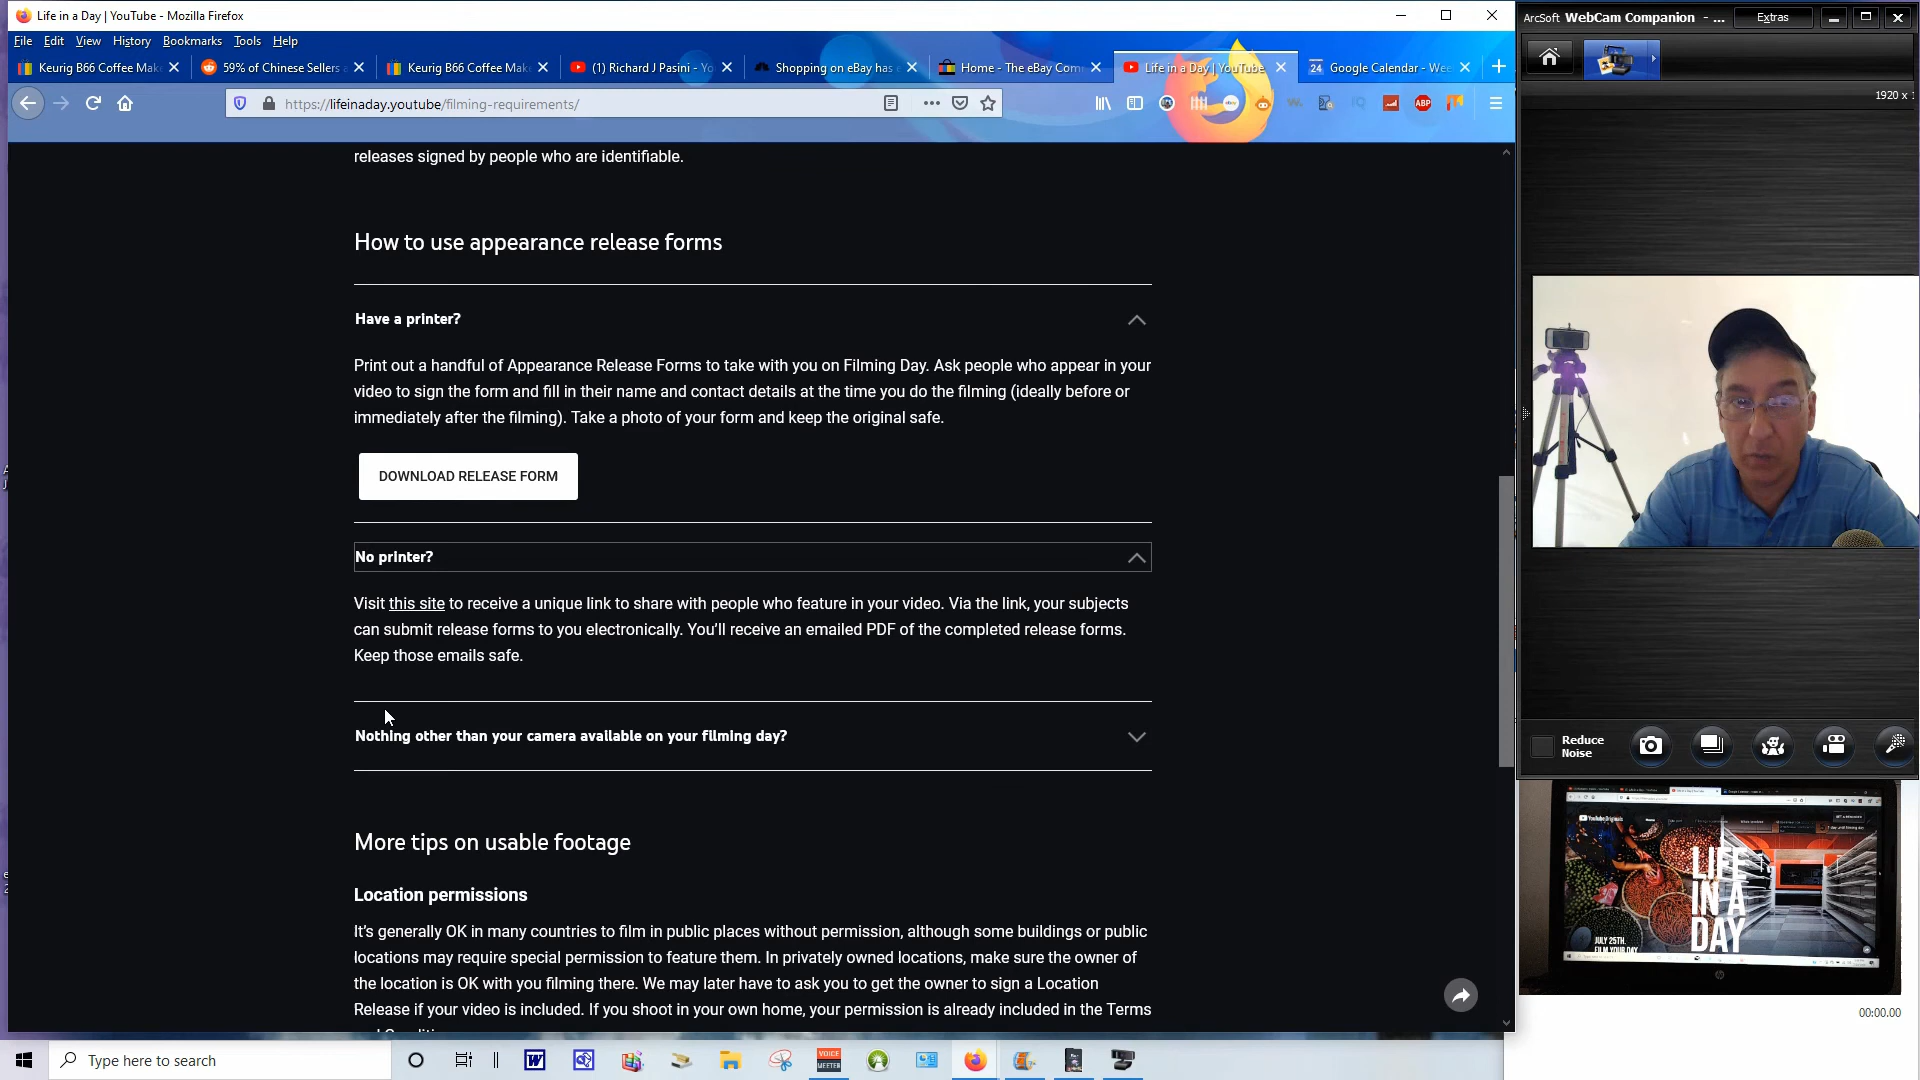 Life in a Day | YouTube - Mozilla Firefox
File Edit View History Bookmarks Tools Help
Keurig B66 Coffee Mak
59% of Chinese Sellers a
Keurig B66 Coffee Mak
(1) Richard J Pasini - Yo
Shopping on eBay has
Home - The eBay Com
Life in a Day | YouTube
24
Google Calendar - Wee
https://lifeinaday.youtube/filming-requirements/
ABP
releases signed by people who are identifiable.
How to use appearance release forms
Have a printer?
Print out a handful of Appearance Release Forms to take with you on Filming Day. Ask people who appear in your
video to sign the form and fill in their name and contact details at the time you do the filming (ideally before or
immediately after the filming). Take a photo of your form and keep the original safe.
DOWNLOAD RELEASE FORM
No printer?
Visit this site to receive a unique link to share with people who feature in your video. Via the link, your subjects
can submit release forms to you electronically. You'll receive an emailed PDF of the completed release forms.
Keep those emails safe.
Nothing other than your camera available on your filming day?
More tips on usable footage
Location permissions
It's generally OK in many countries to film in public places without permission, although some buildings or public
locations may require special permission to feature them. In privately owned locations, make sure the owner of
the location is OK with you filming there. We may later have to ask you to get the owner to sign a Location
Release if your video is included. If you shoot in your own home, your permission is already included in the Terms
ArcSoft WebCam Companion - ...
Extras
1920 x
Reduce
Noise
LIFE
IN A
DAY
JULY 25TH.
FILM YOUR DAY
00:00.00
Type here to search
W
VOICE
MEETER